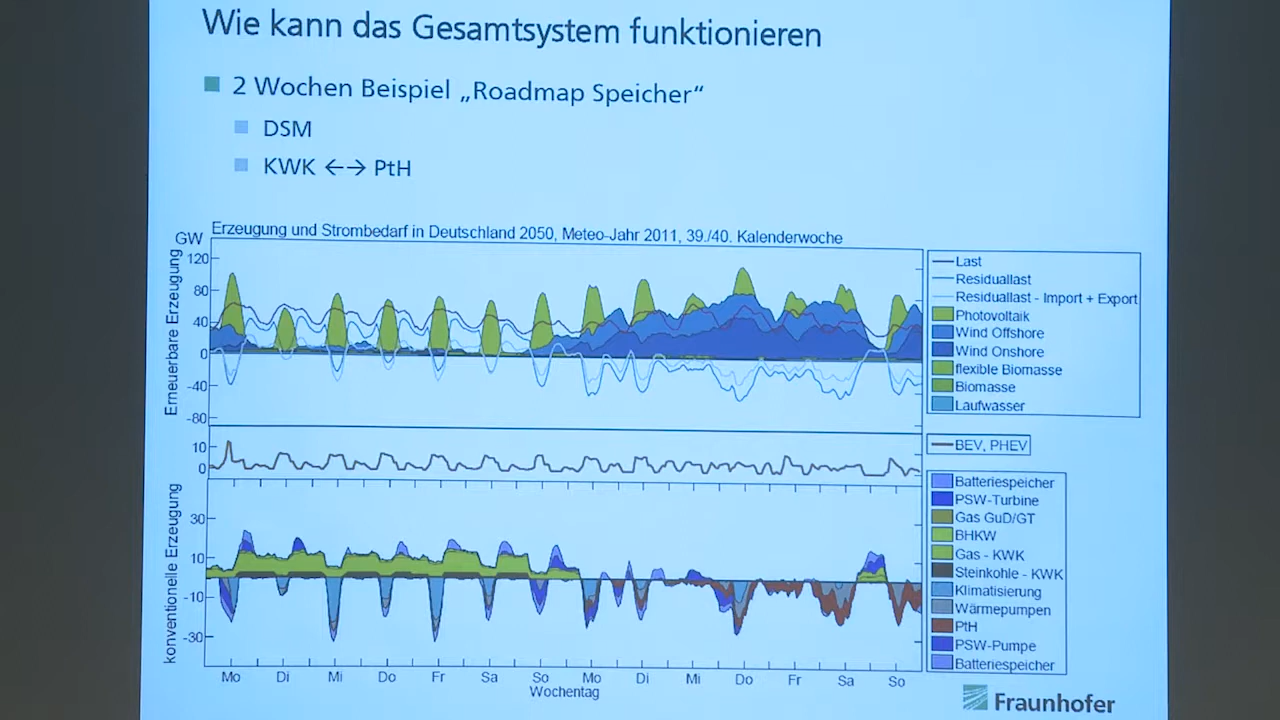 Wie kann das Gesamtsystem funktionieren
2 Wochen Beispiel „Roadmap Speicher“
DSM
KWK ←→ PtH
Erzeugung und Strombedarf in Deutschland 2050, Meteo-Jahr 2011, 39./40. Kalenderwoche
GW
Erneuerbare Erzeugung
120
80
40
0
-40
-80
Last
Residuallast
Residuallast - Import + Export
Photovoltaik
Wind Offshore
Wind Onshore
flexible Biomasse
Biomasse
Laufwasser
10
0
BEV, PHEV
konventionelle Erzeugung
30
10
-10
-30
Batteriespeicher
PSW-Turbine
Gas GuD/GT
BHKW
Gas - KWK
Steinkohle - KWK
Klimatisierung
Wärmepumpen
PtH
PSW-Pumpe
Batteriespeicher
Mo Di Mi Do Fr Sa So Mo Di Mi Do Fr Sa So
Wochentag
Fraunhofer